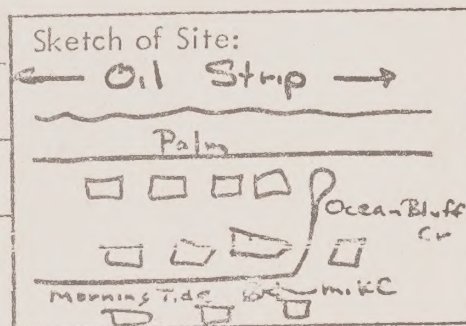 Sketch of Site:
Oil Strip
Palm
Ocean Bluff
Cr
Morning Tide